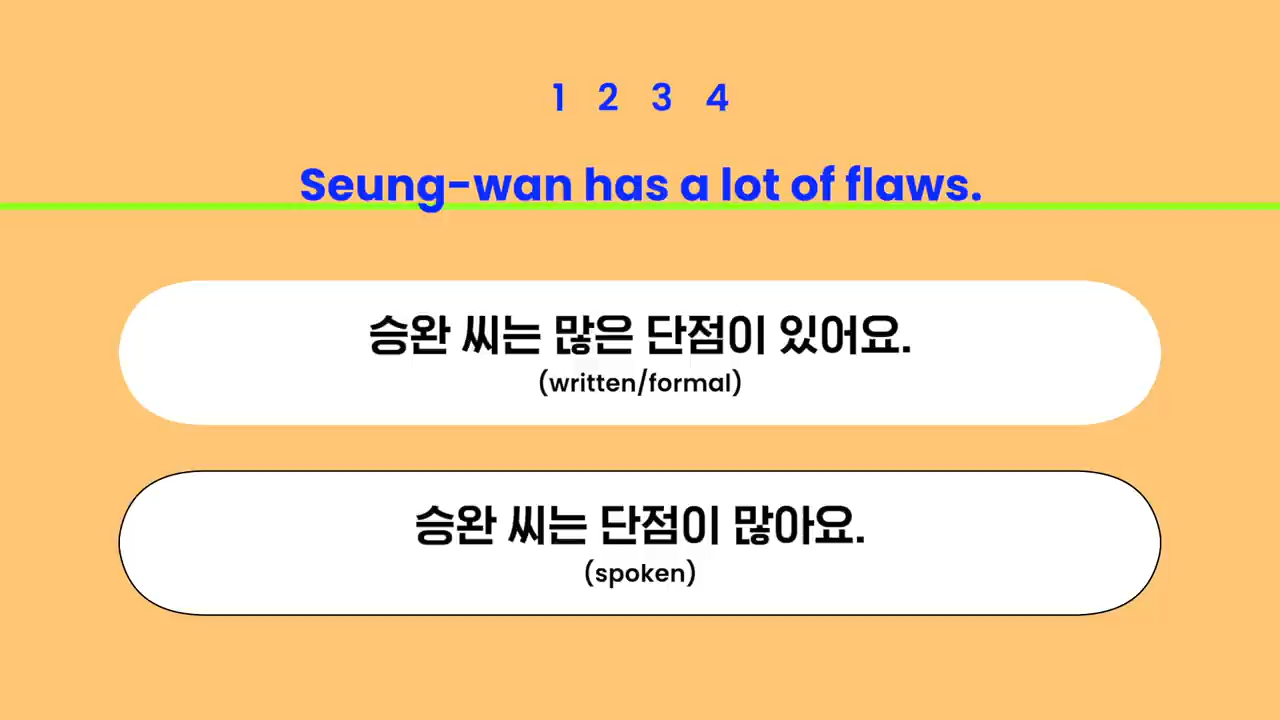 1 2 3 4
Seung-wan has a lot of flaws.
승완 씨는 많은 단점이 있어요.
(written/formal)
승완 씨는 단점이 많아요.
(spoken)